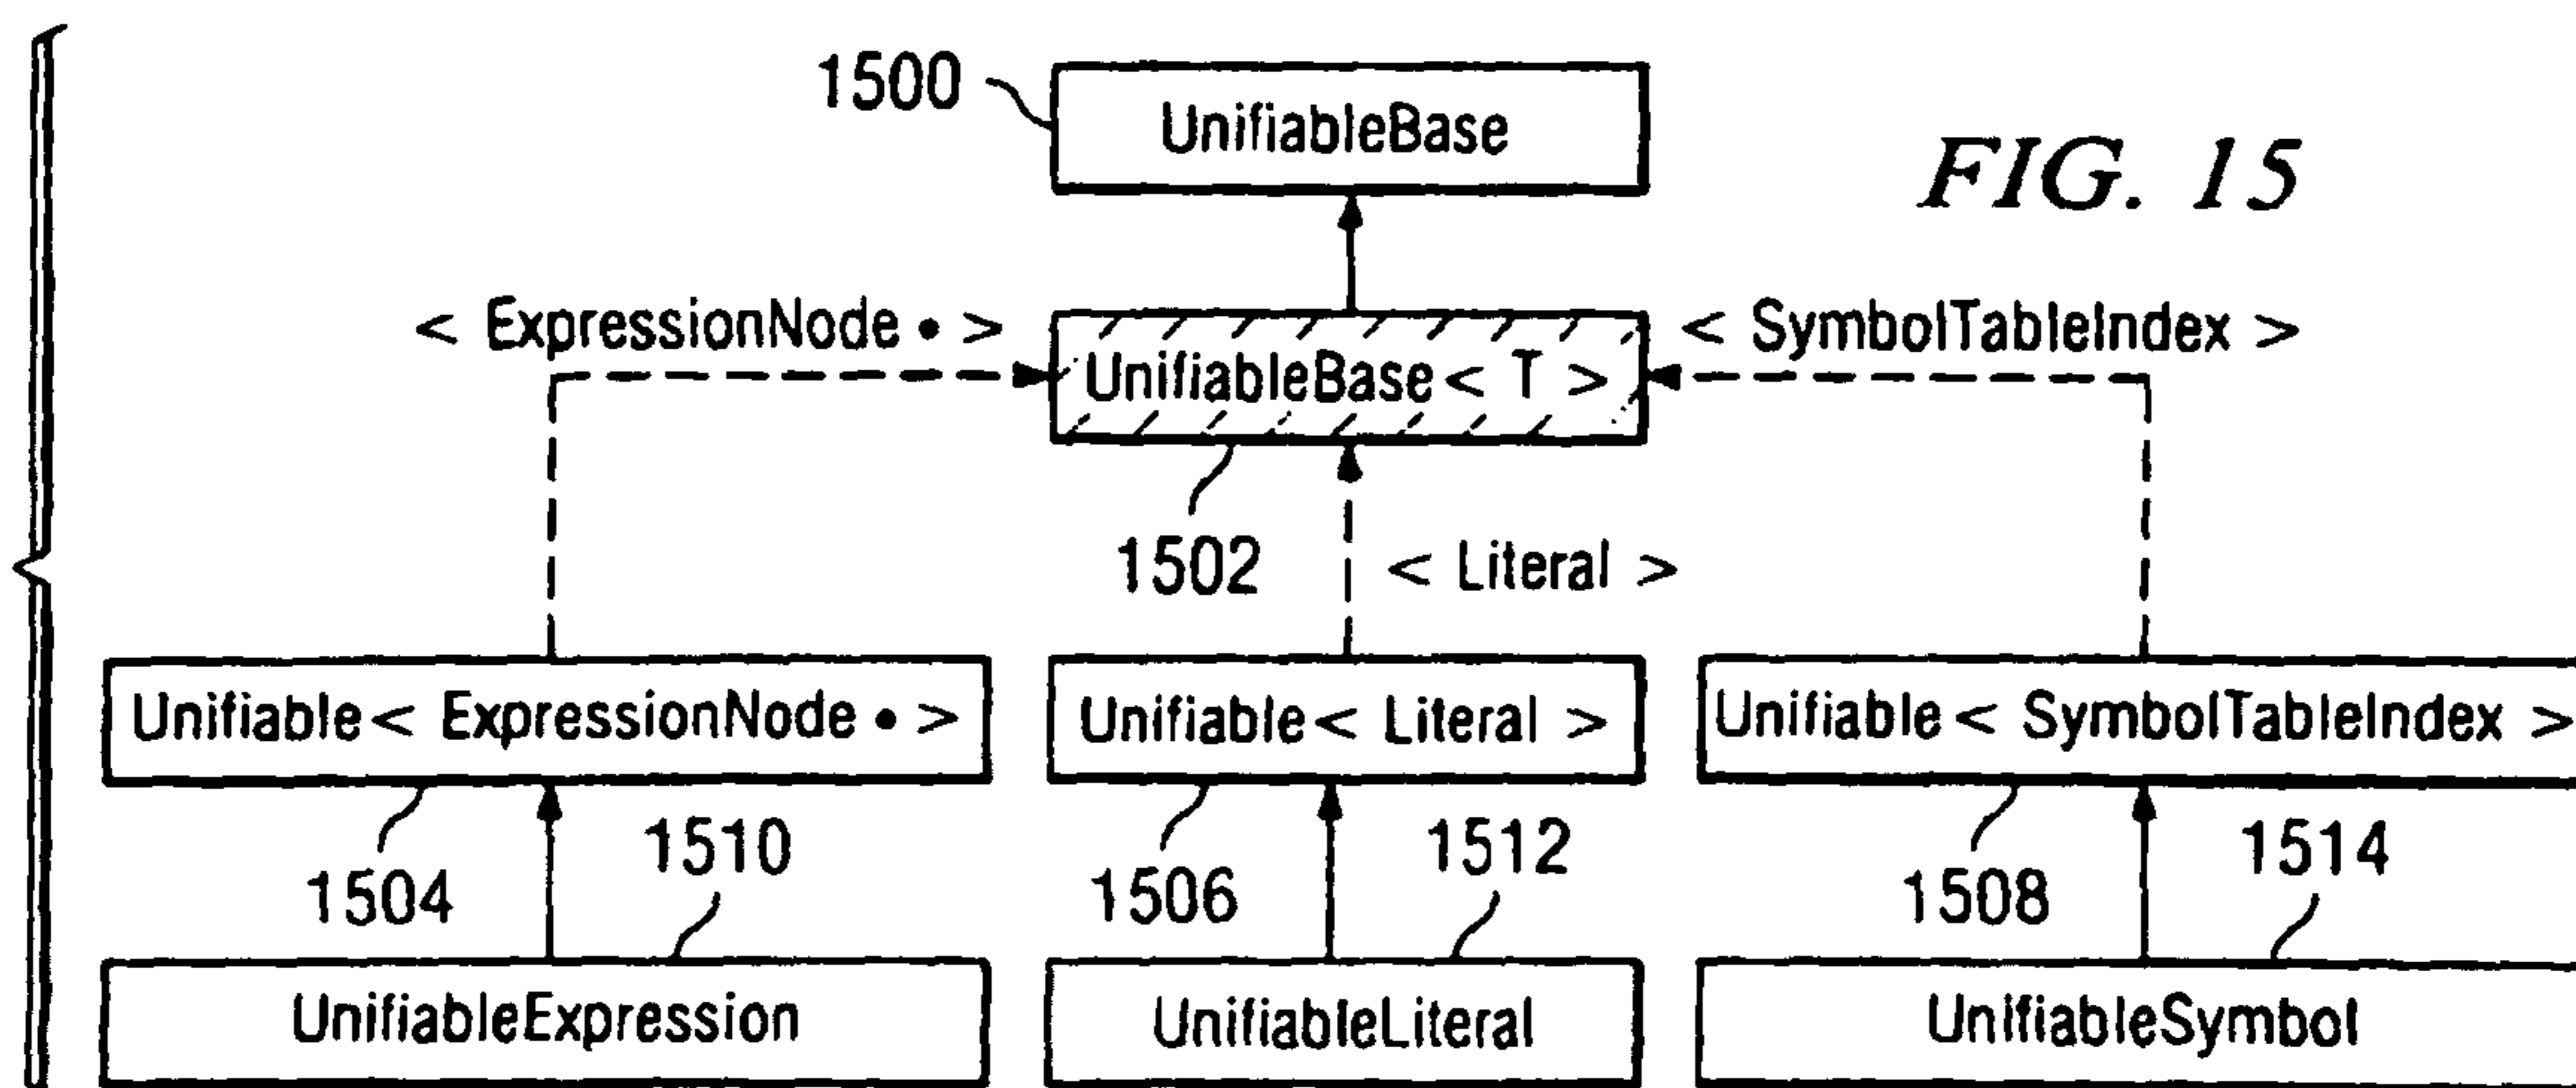 1500
UnifiableBase
FIG. 15
< ExpressionNode • >
UnifiableBase < T >
< SymbolTableIndex >
1502
< Literal >
Unifiable < ExpressionNode • >
Unifiable < Literal >
Unifiable < SymbolTableIndex >
1504
1510
1506
1512
1508
1514
UnifiableExpression
UnifiableLiteral
UnifiableSymbol